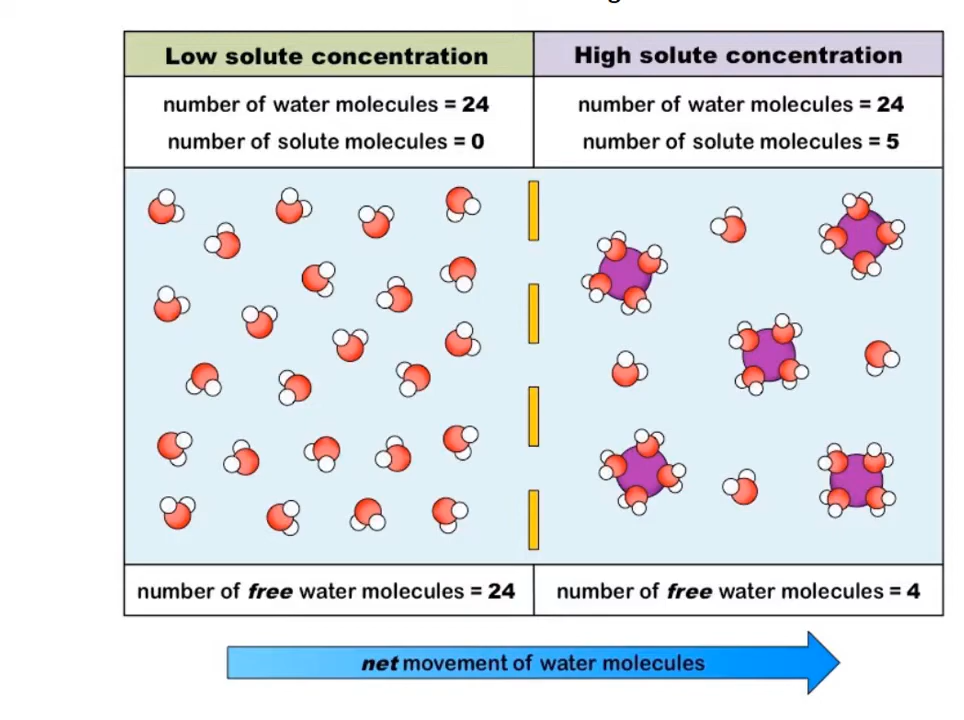 Low solute concentration
High solute concentration
number of water molecules = 24
number of water molecules = 24
number of solute molecules = 0
number of solute molecules = 5
number of free water molecules = 24
number of free water molecules = 4
net movement of water molecules